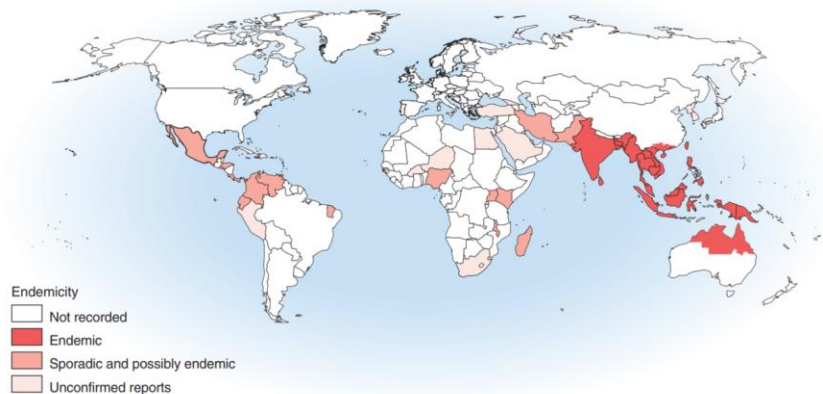 Endemicity
Not recorded
Endemic
Sporadic and possibly endemic
Unconfirmed reports